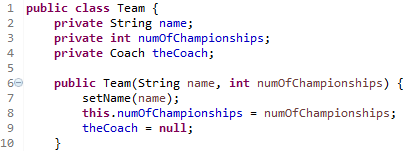 1 public class Team {
2     private String name;
3     private int numOfChampionships;
4     private Coach theCoach;
5
6     public Team(String name, int numOfChampionships) {
7         setName(name);
8         this.numOfChampionships = numOfChampionships;
9         theCoach = null;
10     }